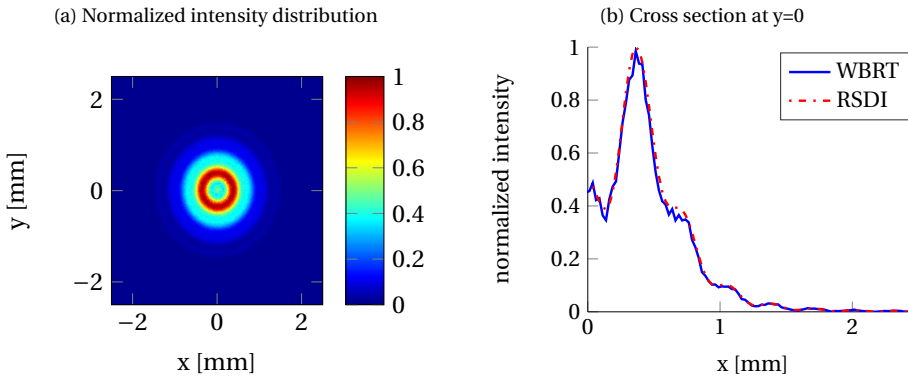 (a) Normalized intensity distribution
2
0
−2
−2
0
2
x [mm]
y [mm]
1
0.8
0.6
0.4
0.2
0
(b) Cross section at y=0
1
0.8
0.6
0.4
0.2
0
0
1
2
x [mm]
normalized intensity
WBRT
RSDI